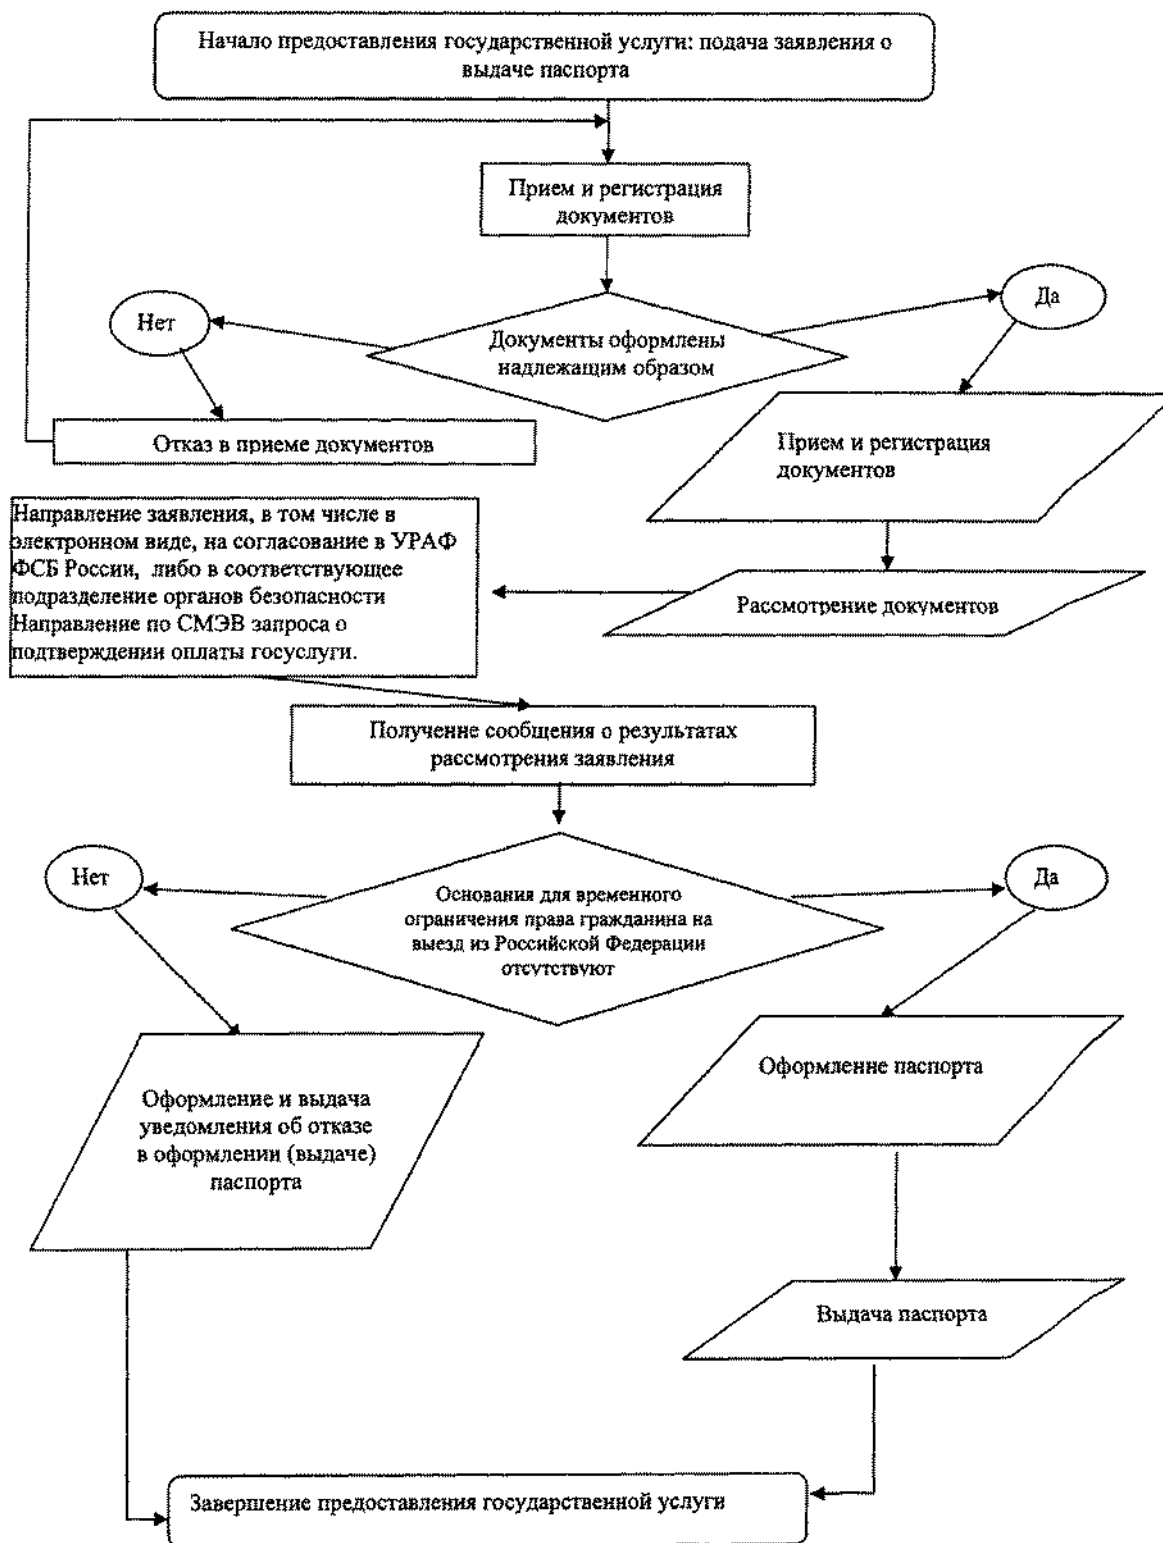 Начало предоставления государственной услуги: подача заявления о
выдаче паспорта
Прием и регистрация
документов
Нет
Да
Документы оформлены
надлежащим образом
Отказ в приеме документов
Прием и регистрация
документов
Направление заявления, в том числе в
электронном виде, на согласование в УРАФ
ФСБ России, либо в соответствующее
подразделение органов безопасности
Направление по СМЭВ запроса о
подтверждении оплаты госуслуги.
Рассмотрение документов
Получение сообщения о результатах
рассмотрения заявления
Нет
Да
Основания для временного
ограничения права гражданина на
выезд из Российской Федерации
отсутствуют
Оформление паспорта
Оформление и выдача
уведомления об отказе
в оформлении (выдаче)
паспорта
Выдача паспорта
Завершение предоставления государственной услуги